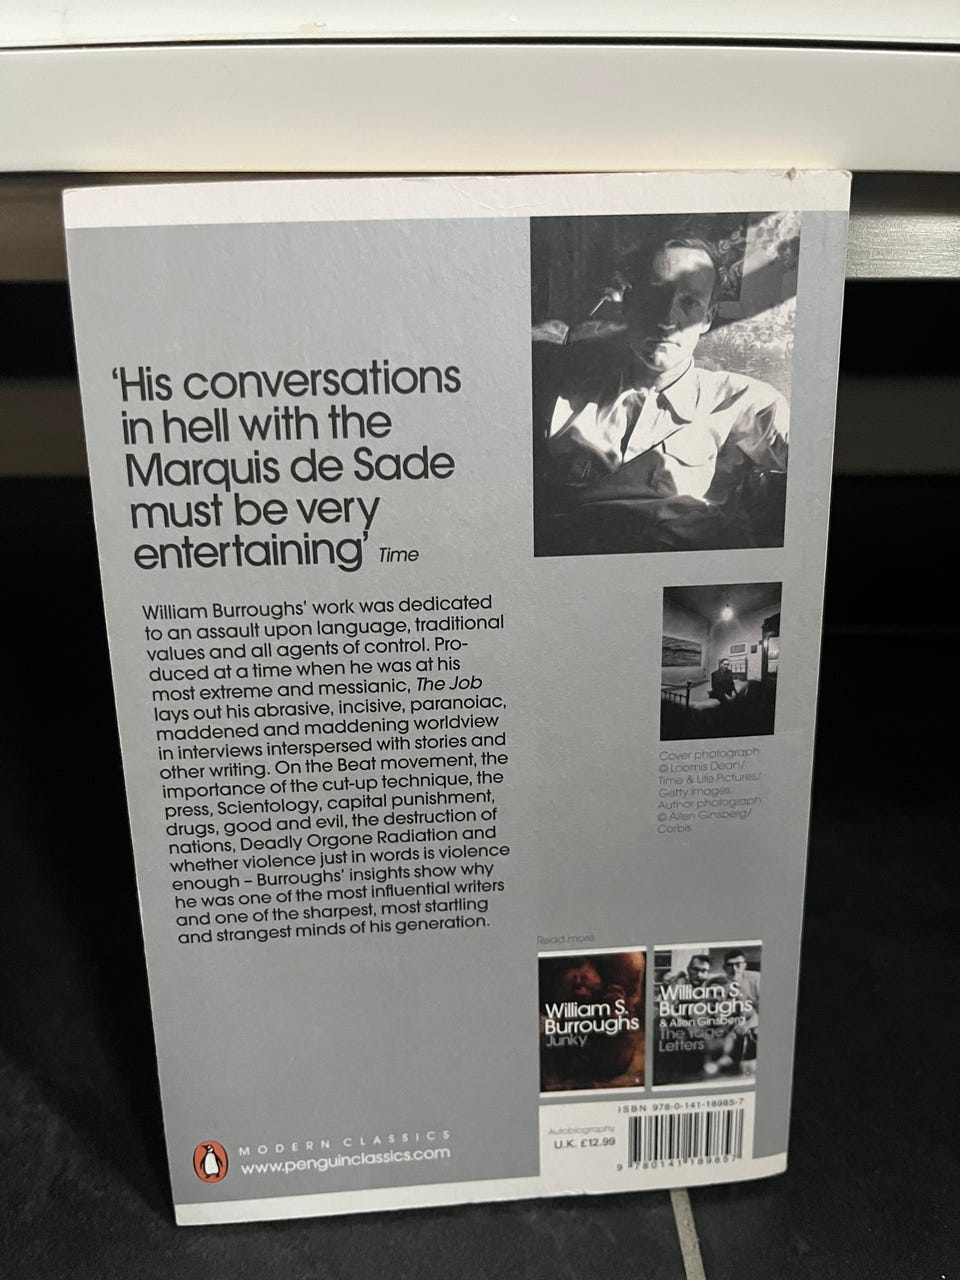 ‘His conversations
in hell with the
Marquis de Sade
must be very
entertaining’ Time
William Burroughs’ work was dedicated
to an assault upon language, traditional
values and all agents of control. Pro-
duced at a time when he was at his
most extreme and messianic, The Job
lays out his abrasive, incisive, paranoiac,
maddened and maddening worldview
in interviews interspersed with stories and
other writing. On the Beat movement, the
importance of the cut-up technique, the
press, Scientology, capital punishment,
drugs, good and evil, the destruction of
nations, Deadly Orgone Radiation and
whether violence just in words is violence
enough – Burroughs’ insights show why
he was one of the most influential writers
and one of the sharpest, most startling
and strangest minds of his generation.
Cover photograph
© Loomis Dean/
Time & Life Pictures/
Getty Images
Author photograph
© Allen Ginsberg/
Corbis
Read more
William S.
Burroughs
Junky
William S.
Burroughs
& Allen Ginsberg
The Yage
Letters
MODERN CLASSICS
www.penguinclassics.com
Autobiography
U.K. £12.99
ISBN 978-0-141-18985-7
9 780141 189857